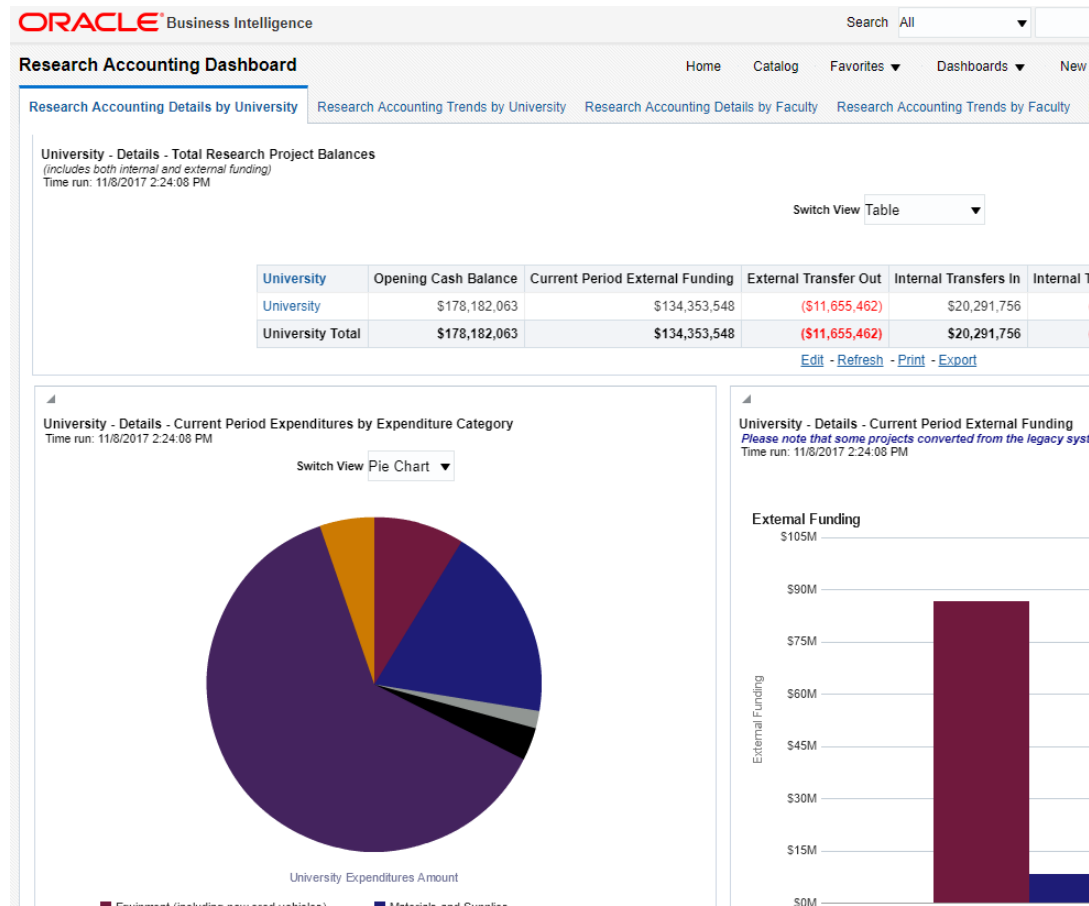 ORACLE® Business Intelligence Search All
Research Accounting Dashboard Home Catalog Favorites Dashboards New
Research Accounting Details by University Research Accounting Trends by University Research Accounting Details by Faculty Research Accounting Trends by Faculty
University - Details - Total Research Project Balances
(includes both internal and external funding)
Time run: 11/8/2017 2:24:08 PM
Switch View Table
University Opening Cash Balance Current Period External Funding External Transfer Out Internal Transfers In Internal
University $178,182,063 $134,353,548 ($11,655,462) $20,291,756
University Total $178,182,063 $134,353,548 ($11,655,462) $20,291,756
Edit - Refresh - Print - Export
University - Details - Current Period Expenditures by Expenditure Category
Time run: 11/8/2017 2:24:08 PM
Switch View Pie Chart
University Expenditures Amount
Equipment (including powered vehicles) Materials and Supplies
University - Details - Current Period External Funding
Please note that some projects converted from the legacy
Time run: 11/8/2017 2:24:08 PM
External Funding
$105M
$90M
$75M
$60M
$45M
$30M
$15M
$0M
External Funding